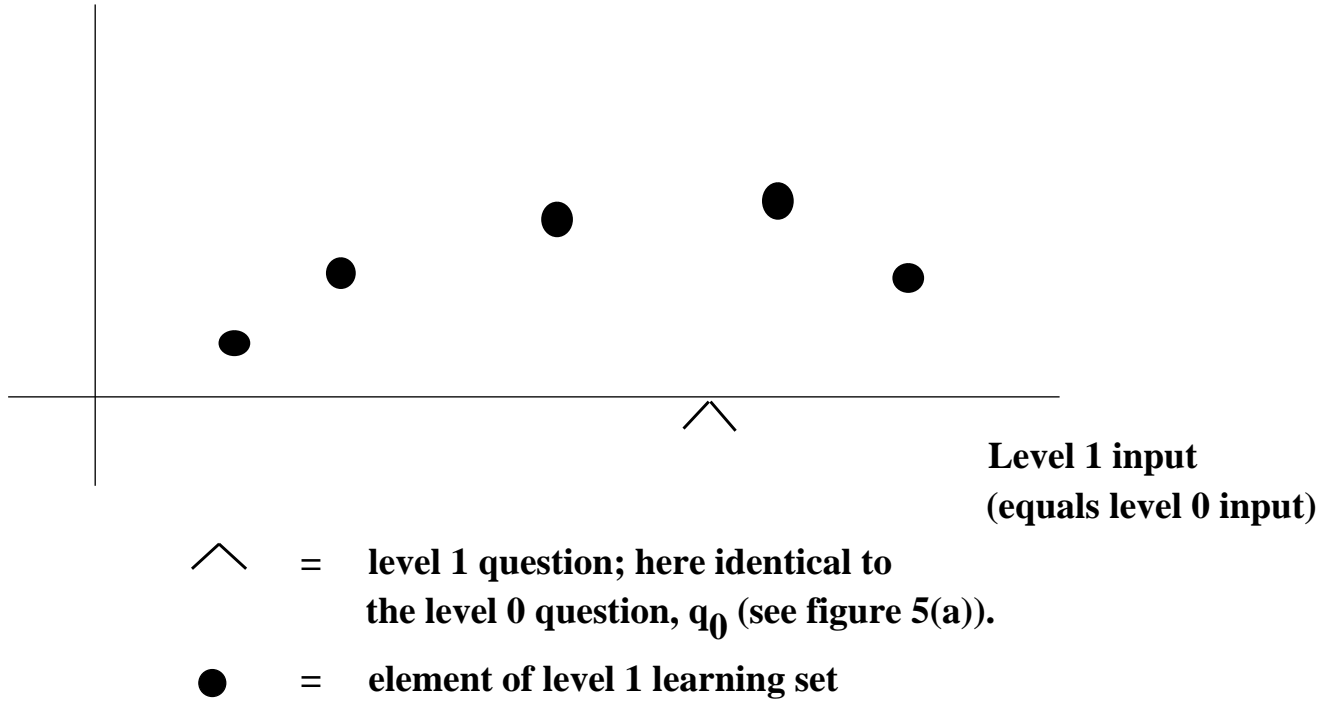 Level 1 input
(equals level 0 input)
= level 1 question; here identical to
the level 0 question, q0 (see figure 5(a)).
= element of level 1 learning set